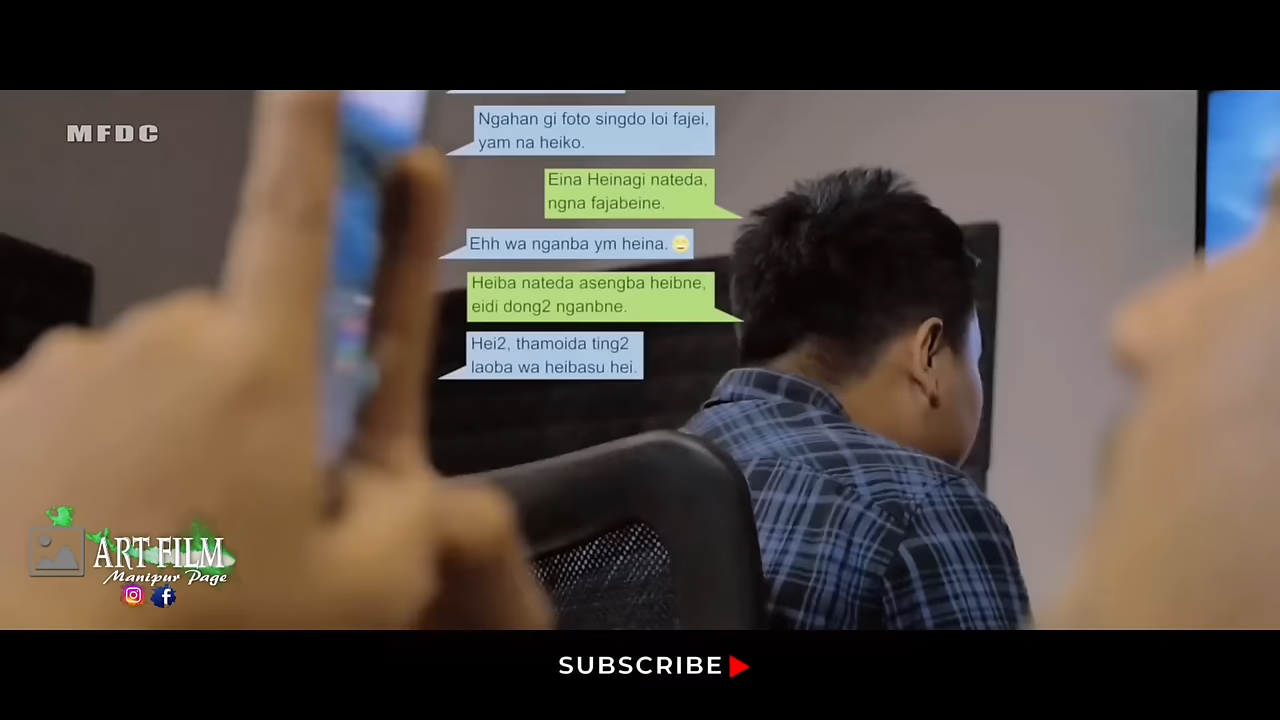 MFDC
Ngahan gi foto singdo loi fajei,
yam na heiko.
Eina Heinagi nateda,
ngna fajabeine.
Ehh wa nganba ym heina. 😄
Heiba nateda asengba heibne,
eidi dong2 nganbne.
Hei2, thamoida ting2
laoba wa heibasu hei.
ART FILM
Manipur Page
SUBSCRIBE